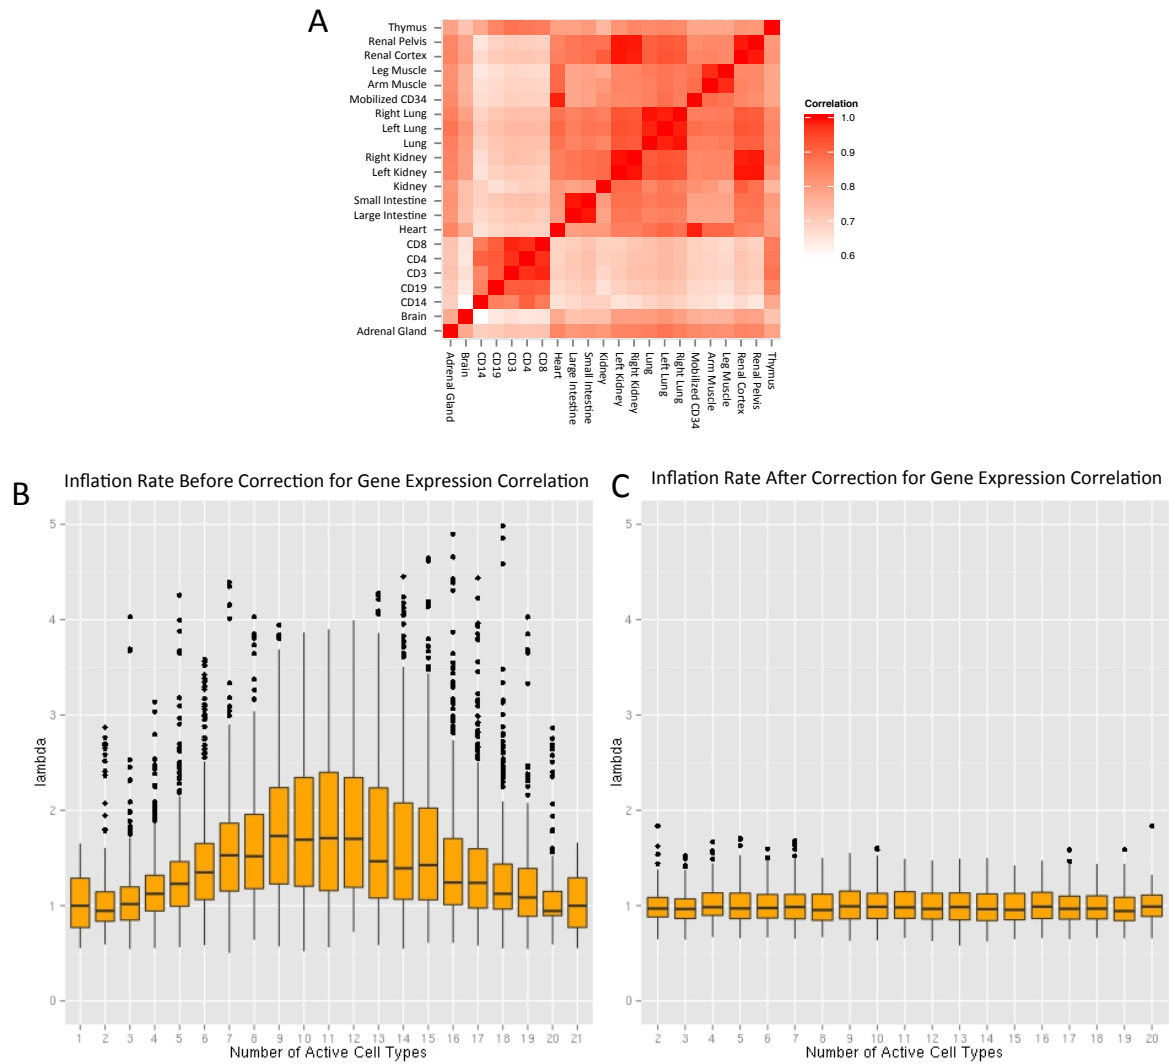 A
Thymus
Renal Pelvis
Renal Cortex
Leg Muscle
Arm Muscle
Mobilized CD34
Right Lung
Left Lung
Lung
Right Kidney
Left Kidney
Kidney
Small Intestine
Large Intestine
Heart
CD8
CD4
CD3
CD19
CD14
Brain
Adrenal Gland
Adrenal Gland
Brain
CD14
CD19
CD3
CD4
CD8
Heart
Large Intestine
Small Intestine
Kidney
Left Kidney
Right Kidney
Lung
Left Lung
Right Lung
Mobilized CD34
Arm Muscle
Leg Muscle
Renal Cortex
Renal Pelvis
Thymus
Correlation
1.0
0.9
0.8
0.7
0.6
B
Inflation Rate Before Correction for Gene Expression Correlation
lambda
5
4
3
2
1
0
1 2 3 4 5 6 7 8 9 10 11 12 13 14 15 16 17 18 19 20 21
Number of Active Cell Types
C
Inflation Rate After Correction for Gene Expression Correlation
lambda
5
4
3
2
1
0
2 3 4 5 6 7 8 9 10 11 12 13 14 15 16 17 18 19 20
Number of Active Cell Types